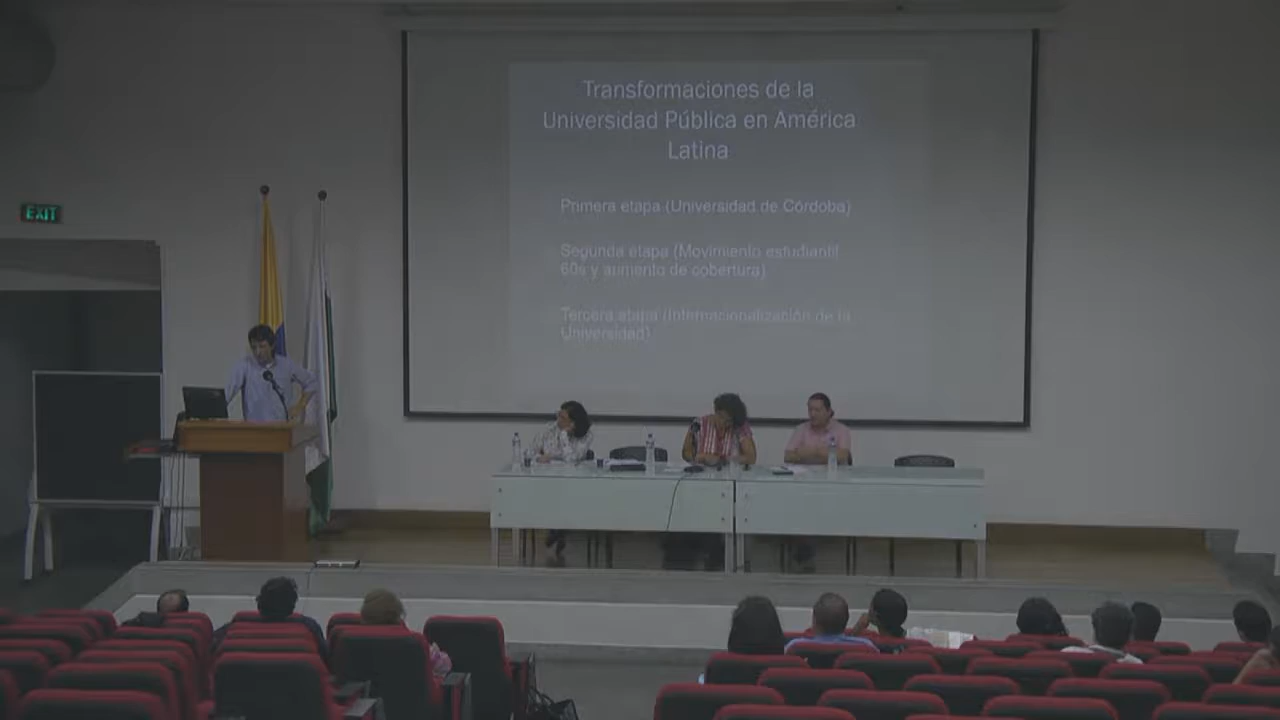 Transformaciones de la
Universidad Pública en América
Latina
Primera etapa (Universidad de Córdoba)
Segunda etapa (Movimiento estudiantil
60s y aumento de cobertura)
Tercera etapa (Internacionalización de la
Universidad)
EXIT